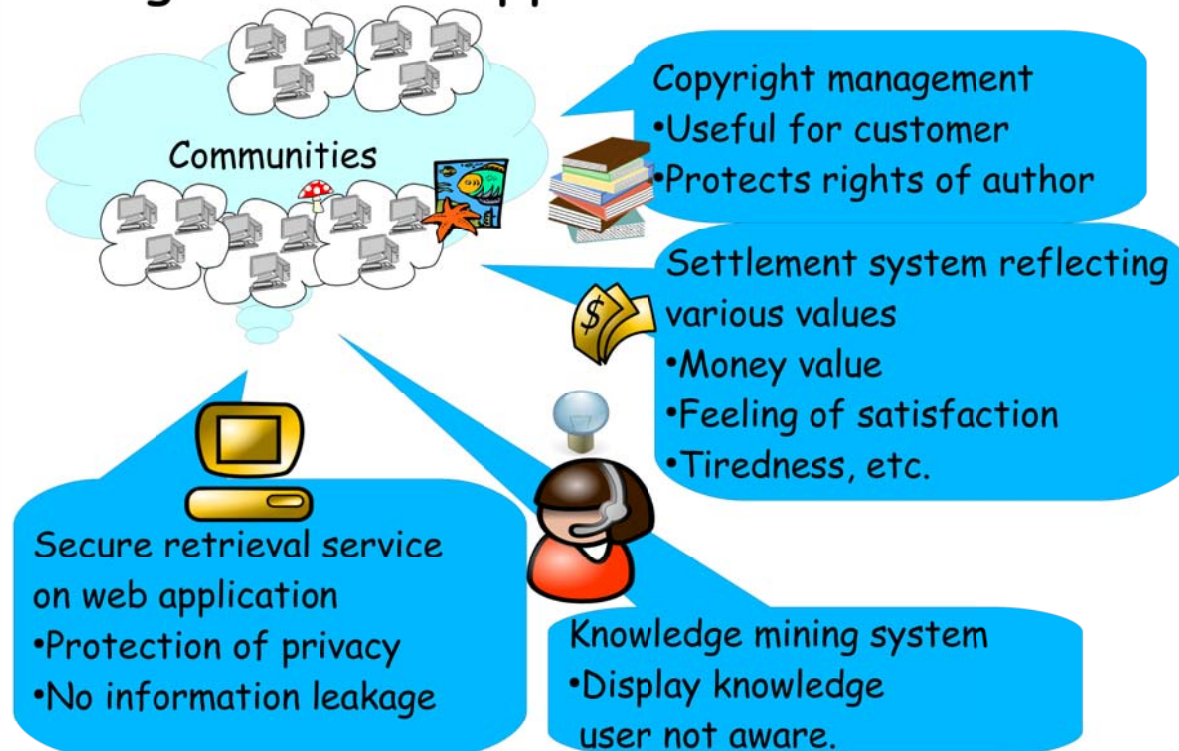 Communities
Copyright management
•Useful for customer
•Protects rights of author
Settlement system reflecting
various values
•Money value
•Feeling of satisfaction
•Tiredness, etc.
$
Secure retrieval service
on web application
•Protection of privacy
•No information leakage
Knowledge mining system
•Display knowledge
user not aware.